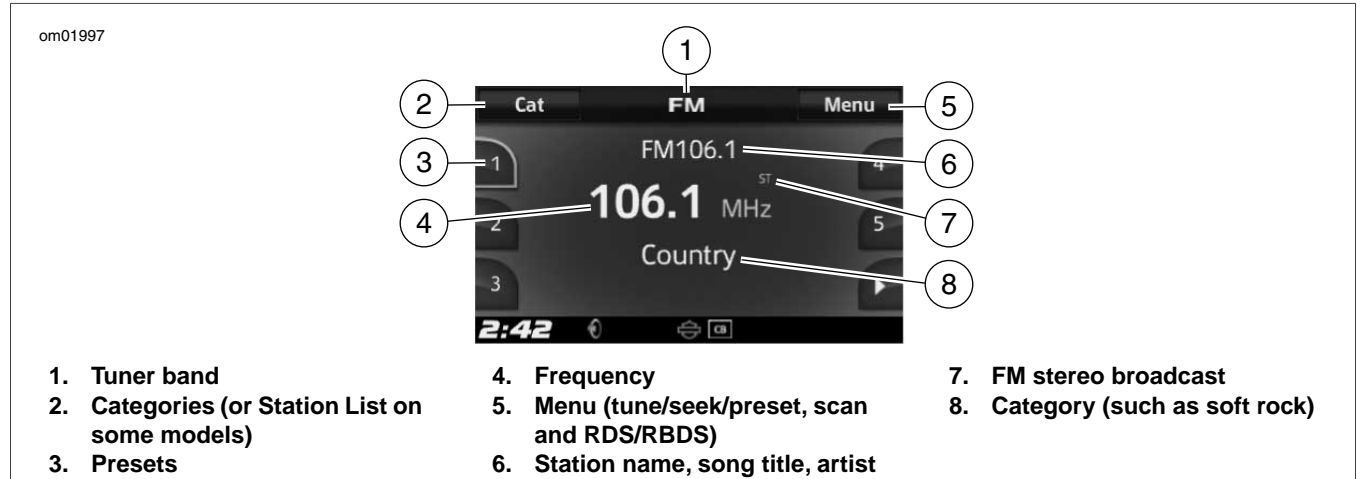 om01997
1
2
3
4
5
6
7
8
Cat FM Menu
FM106.1
1 4
ST
106.1 MHz
2 5
Country
3
2:42 CB
1. Tuner band
2. Categories (or Station List on
some models)
3. Presets
4. Frequency
5. Menu (tune/seek/preset, scan
and RDS/RBDS)
6. Station name, song title, artist
7. FM stereo broadcast
8. Category (such as soft rock)